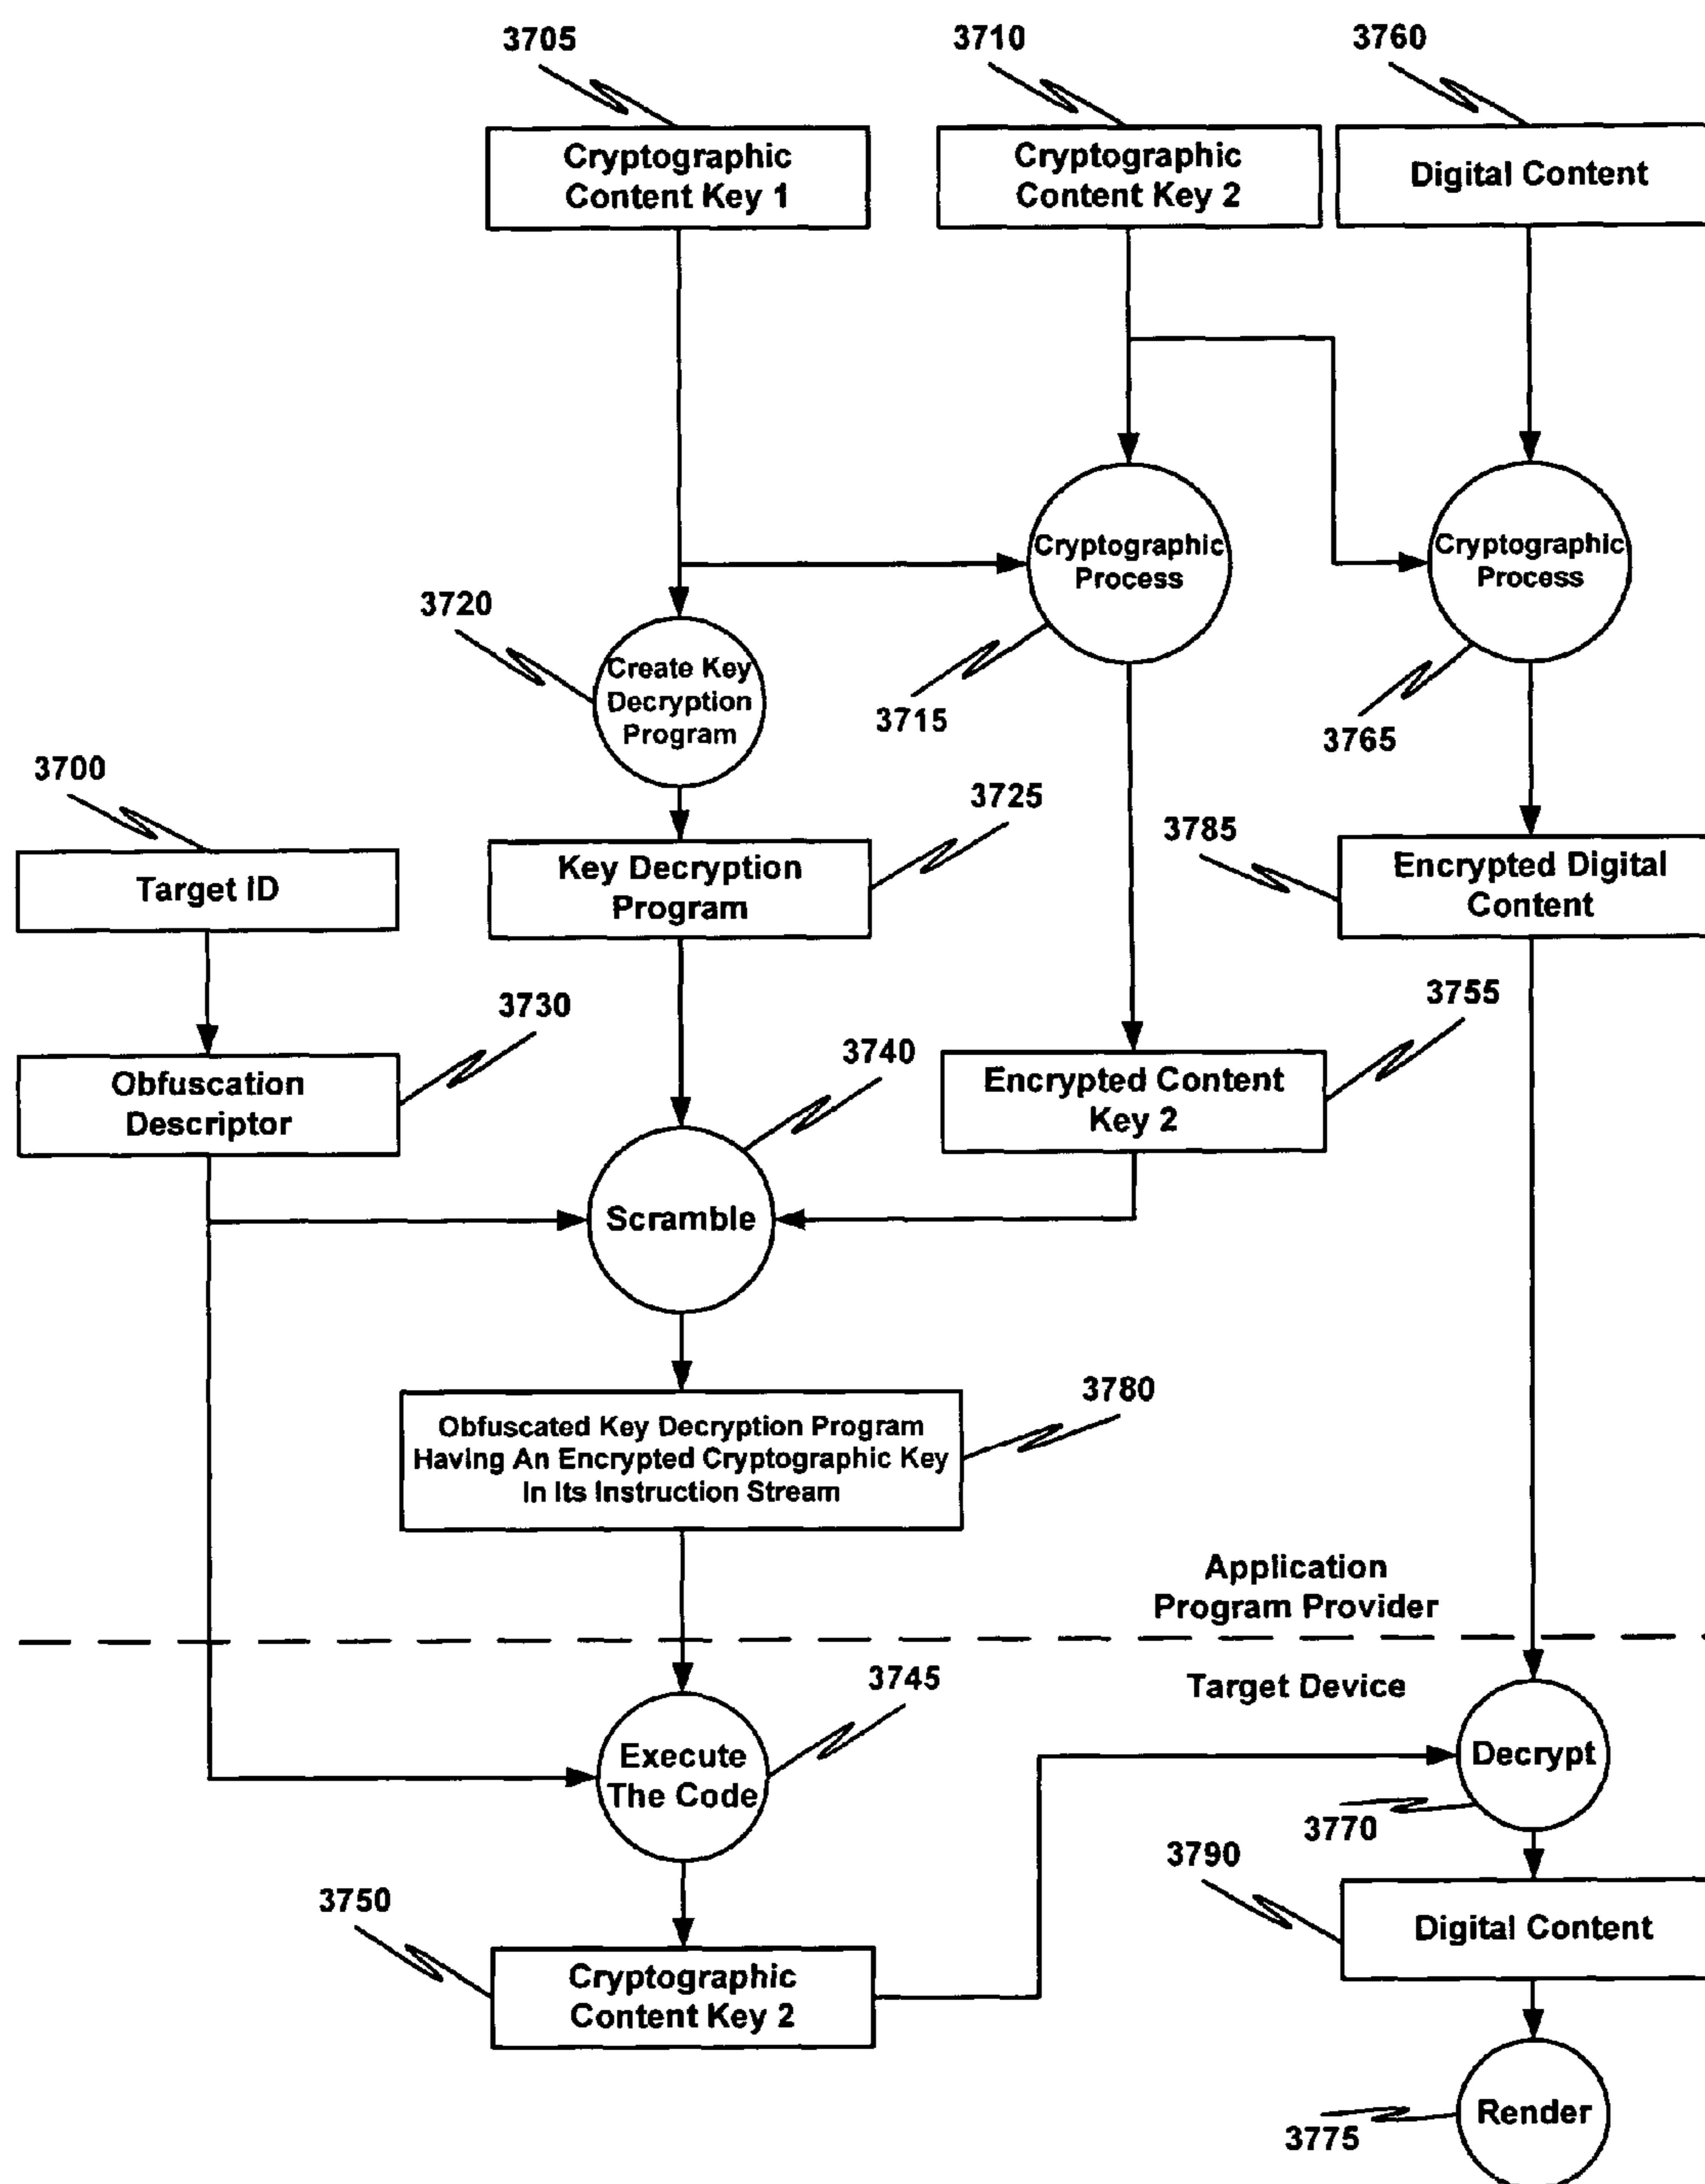 3705
3710
3760
Cryptographic
Content Key 1
Cryptographic
Content Key 2
Digital Content
Cryptographic
Process
Cryptographic
Process
3720
Create Key
Decryption
Program
3715
3765
3700
3725
3785
Target ID
Key Decryption
Program
Encrypted Digital
Content
3730
3755
Obfuscation
Descriptor
3740
Encrypted Content
Key 2
Scramble
3780
Obfuscated Key Decryption Program
Having An Encrypted Cryptographic Key
In Its Instruction Stream
Application
Program Provider
3745
Target Device
Execute
The Code
Decrypt
3770
3790
3750
Digital Content
Cryptographic
Content Key 2
Render
3775